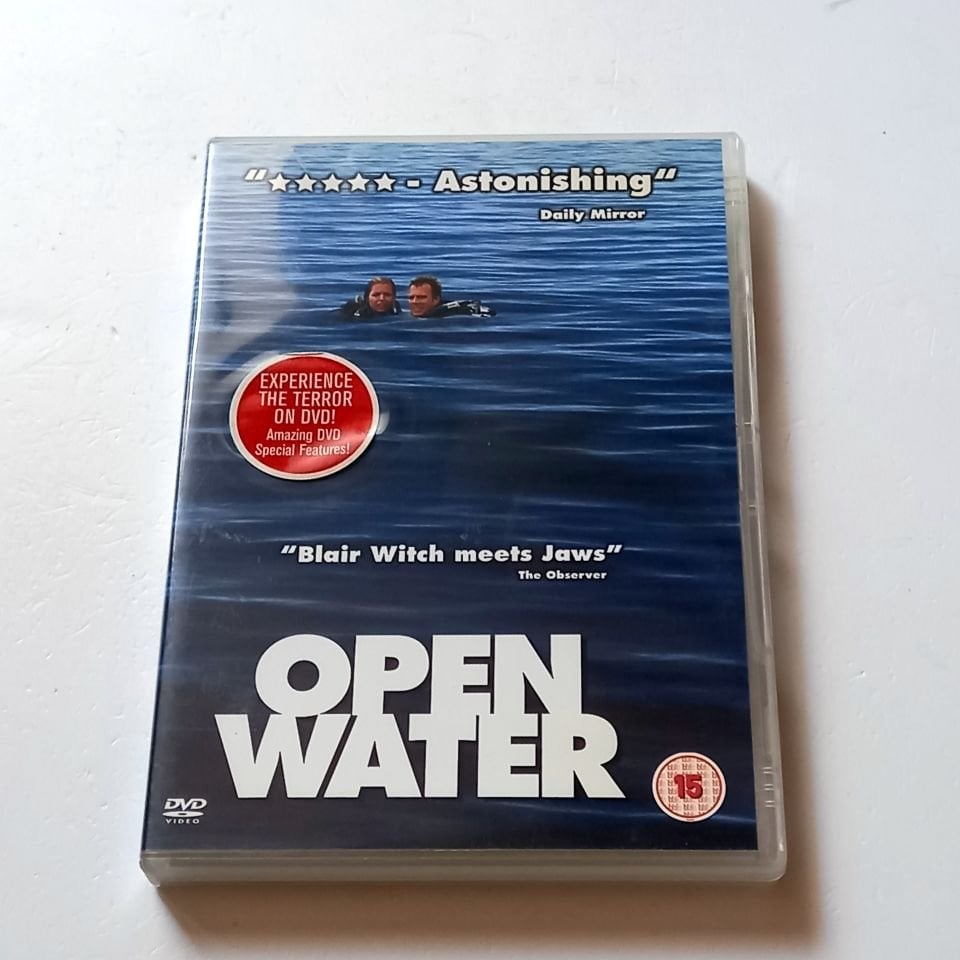 “★★★★★ - Astonishing“
Daily Mirror
EXPERIENCE
THE TERROR
ON DVD!
Amazing DVD
Special Features!
“Blair Witch meets Jaws”
The Observer
OPEN
WATER
DVD
VIDEO
15